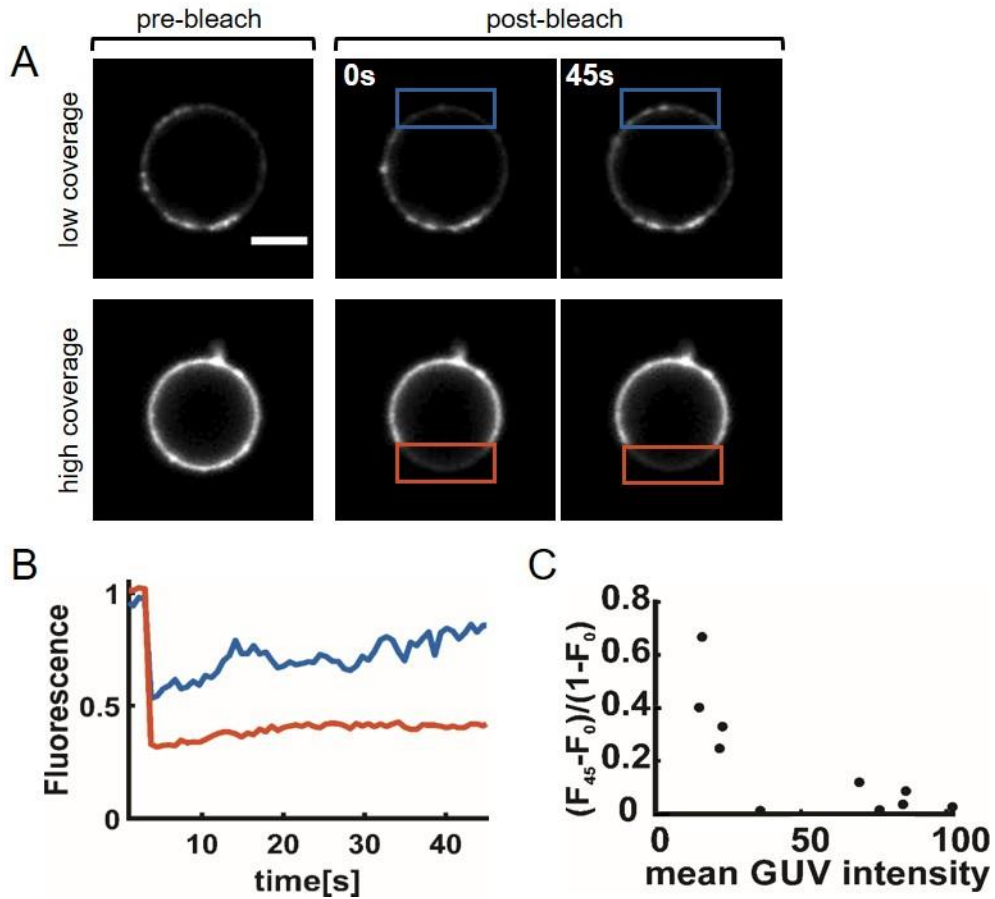 pre-bleach post-bleach
A
low coverage
0s 45s
high coverage
B
Fluorescence
1
0.5
0
10 20 30 40
time[s]
C
(F₄₅-F₀)/(1-F₀)
0.8
0.6
0.4
0.2
0
0 50 100
mean GUV intensity